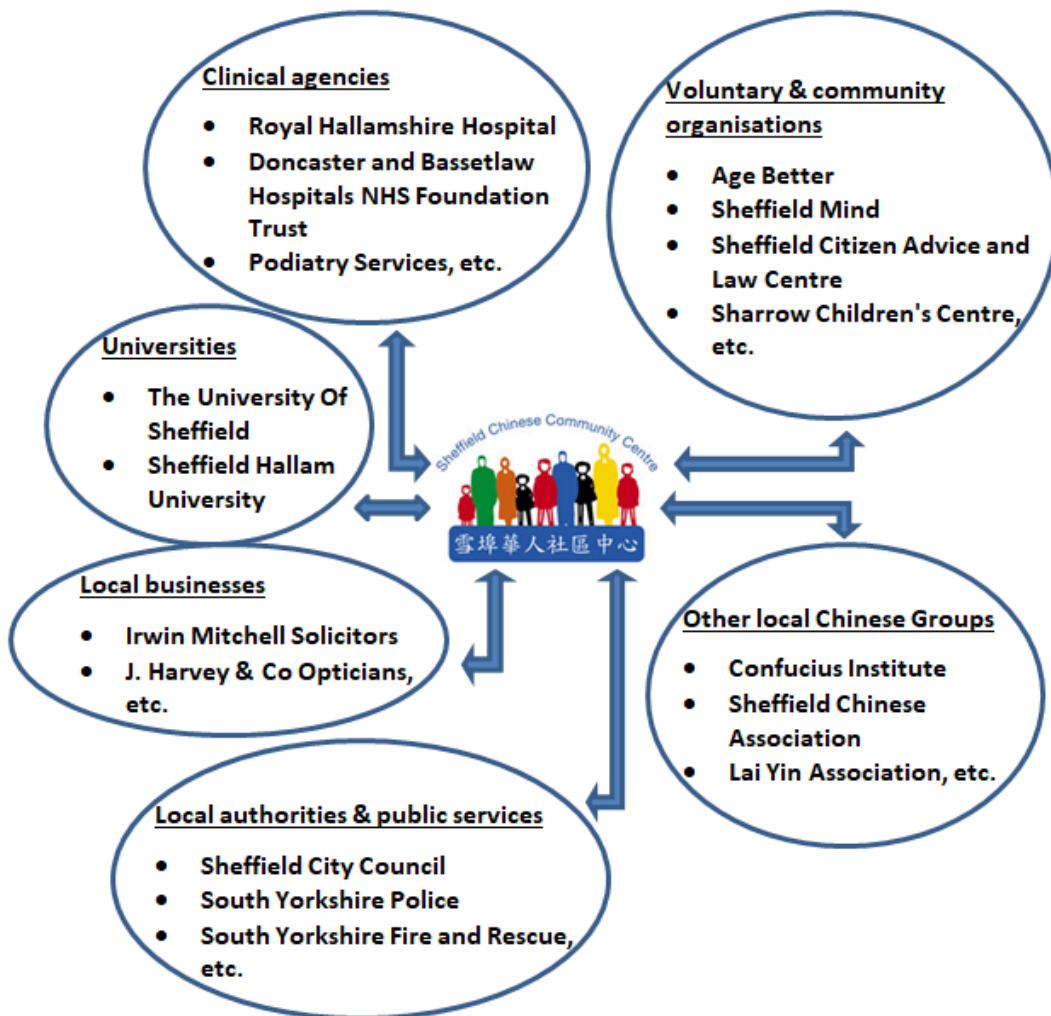 Clinical agencies
• Royal Hallamshire Hospital
• Doncaster and Bassetlaw
Hospitals NHS Foundation
Trust
• Podiatry Services, etc.
Voluntary & community
organisations
• Age Better
• Sheffield Mind
• Sheffield Citizen Advice and
Law Centre
• Sharrow Children's Centre,
etc.
Universities
• The University Of
Sheffield
• Sheffield Hallam
University
Sheffield Chinese Community Centre
雪埠華人社區中心
Local businesses
• Irwin Mitchell Solicitors
• J. Harvey & Co Opticians,
etc.
Other local Chinese Groups
• Confucius Institute
• Sheffield Chinese
Association
• Lai Yin Association, etc.
Local authorities & public services
• Sheffield City Council
• South Yorkshire Police
• South Yorkshire Fire and Rescue,
etc.